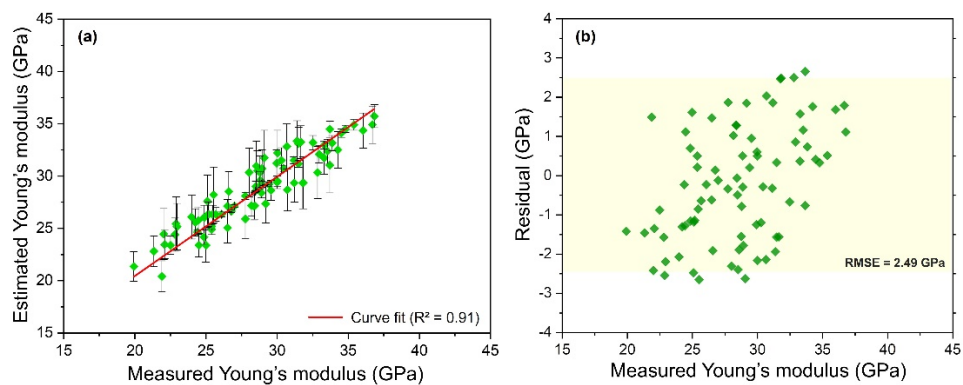 (a)
Estimated Young's modulus (GPa)
45
40
35
30
25
20
15
Curve fit (R² = 0.91)
15 20 25 30 35 40 45
Measured Young's modulus (GPa)
(b)
Residual (GPa)
4
3
2
1
0
-1
-2
-3
-4
RMSE = 2.49 GPa
15 20 25 30 35 40 45
Measured Young's modulus (GPa)